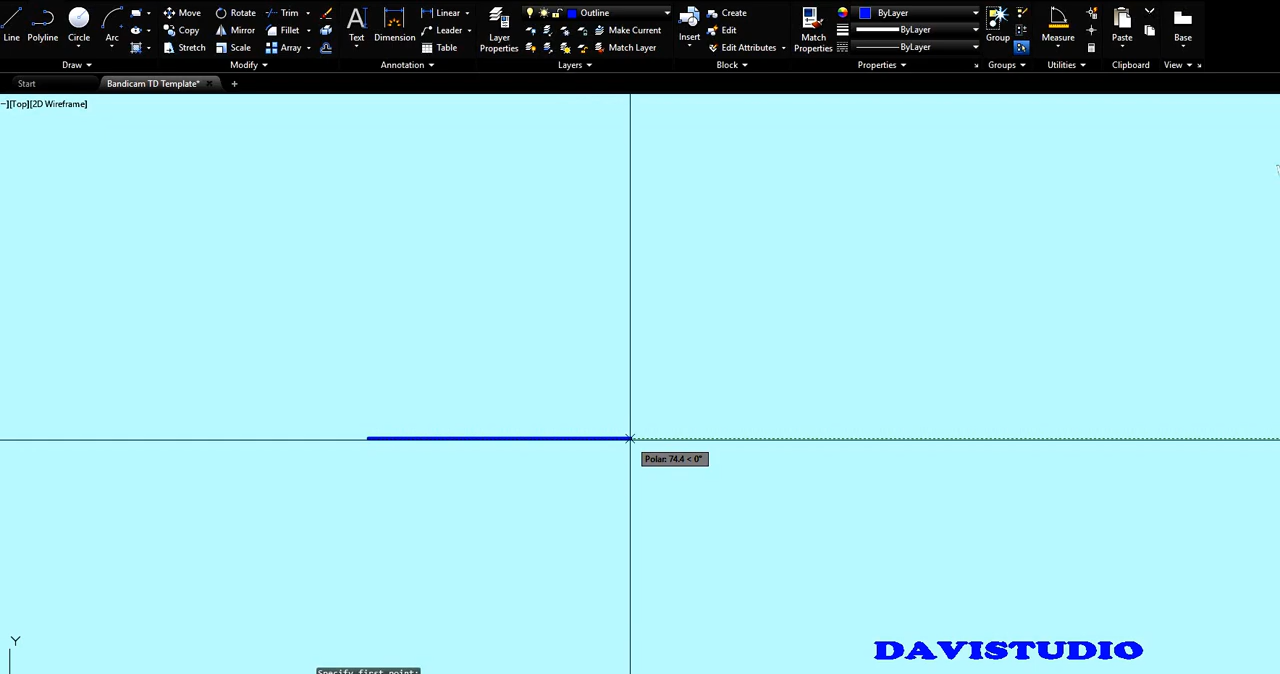 Line
Polyline
Circle
Arc
Draw
Move
Copy
Stretch
Rotate
Mirror
Scale
Trim
Fillet
Array
Modify
Text
Dimension
Linear
Leader
Table
Annotation
Layer
Properties
Outline
Make Current
Match Layer
Layers
Insert
Create
Edit
Edit Attributes
Block
Match
Properties
ByLayer
ByLayer
ByLayer
Properties
Group
Groups
Measure
Utilities
Paste
Clipboard
Base
View
Start
Bandicam TD Template*
−][Top][2D Wireframe]
Polar: 74.4 < 0°
Y
Specify first point:
DAVISTUDIO